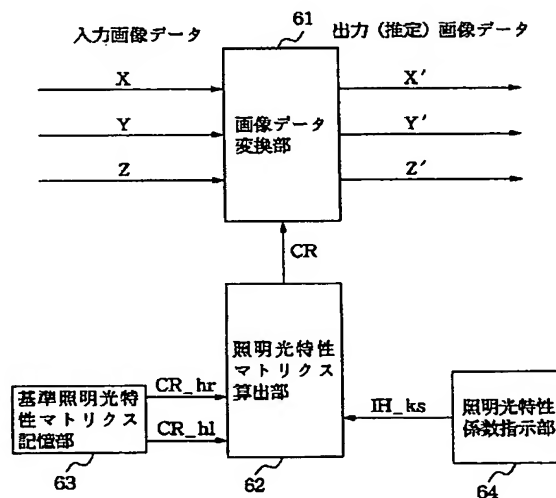 61
入力画像データ
出力(推定)画像データ
X
X′
Y
画像データ
変換部
Y′
Z
Z′
CR
基準照明光特
性マトリクス
記憶部
CR_hr
CR_hl
照明光特性
マトリクス
算出部
IH_ks
照明光特性
係数指示部
63
62
64